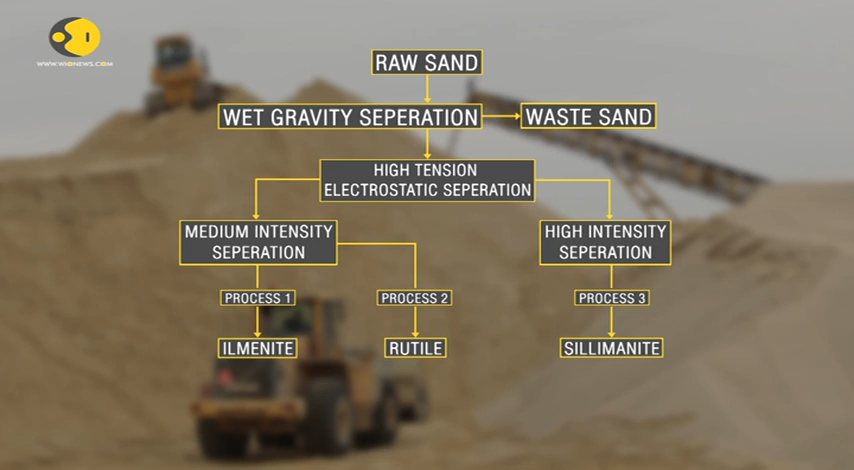 WWW.WIONEWS.COM
RAW SAND
WET GRAVITY SEPERATION
WASTE SAND
HIGH TENSION
ELECTROSTATIC SEPERATION
MEDIUM INTENSITY
SEPERATION
HIGH INTENSITY
SEPERATION
PROCESS 1
PROCESS 2
PROCESS 3
ILMENITE
RUTILE
SILLIMANITE